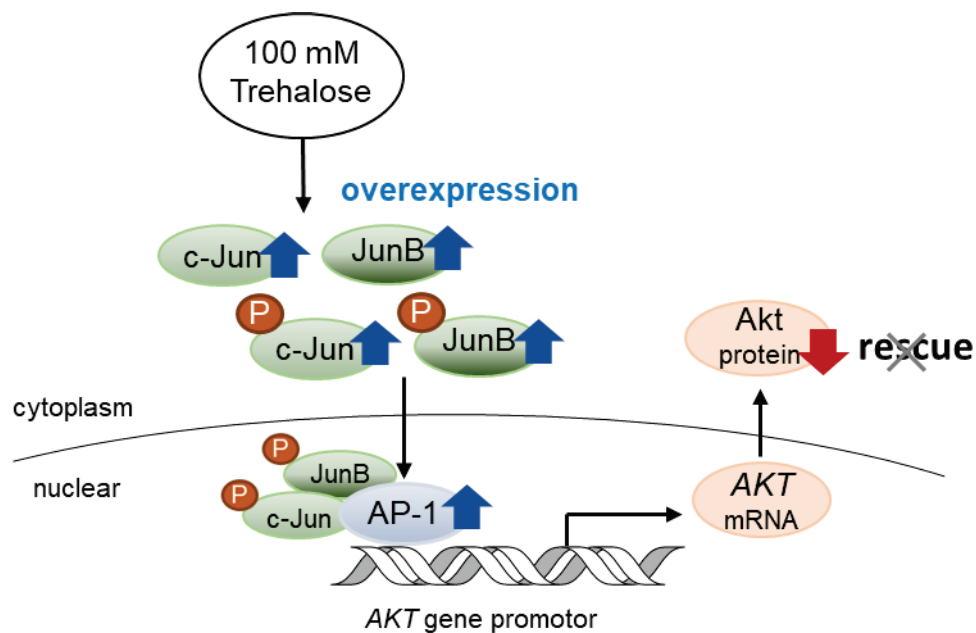 100 mM
Trehalose
overexpression
c-Jun
JunB
P
P
c-Jun
JunB
Akt
protein
rescue
cytoplasm
nuclear
P
JunB
P
c-Jun
AP-1
AKT
mRNA
AKT gene promotor